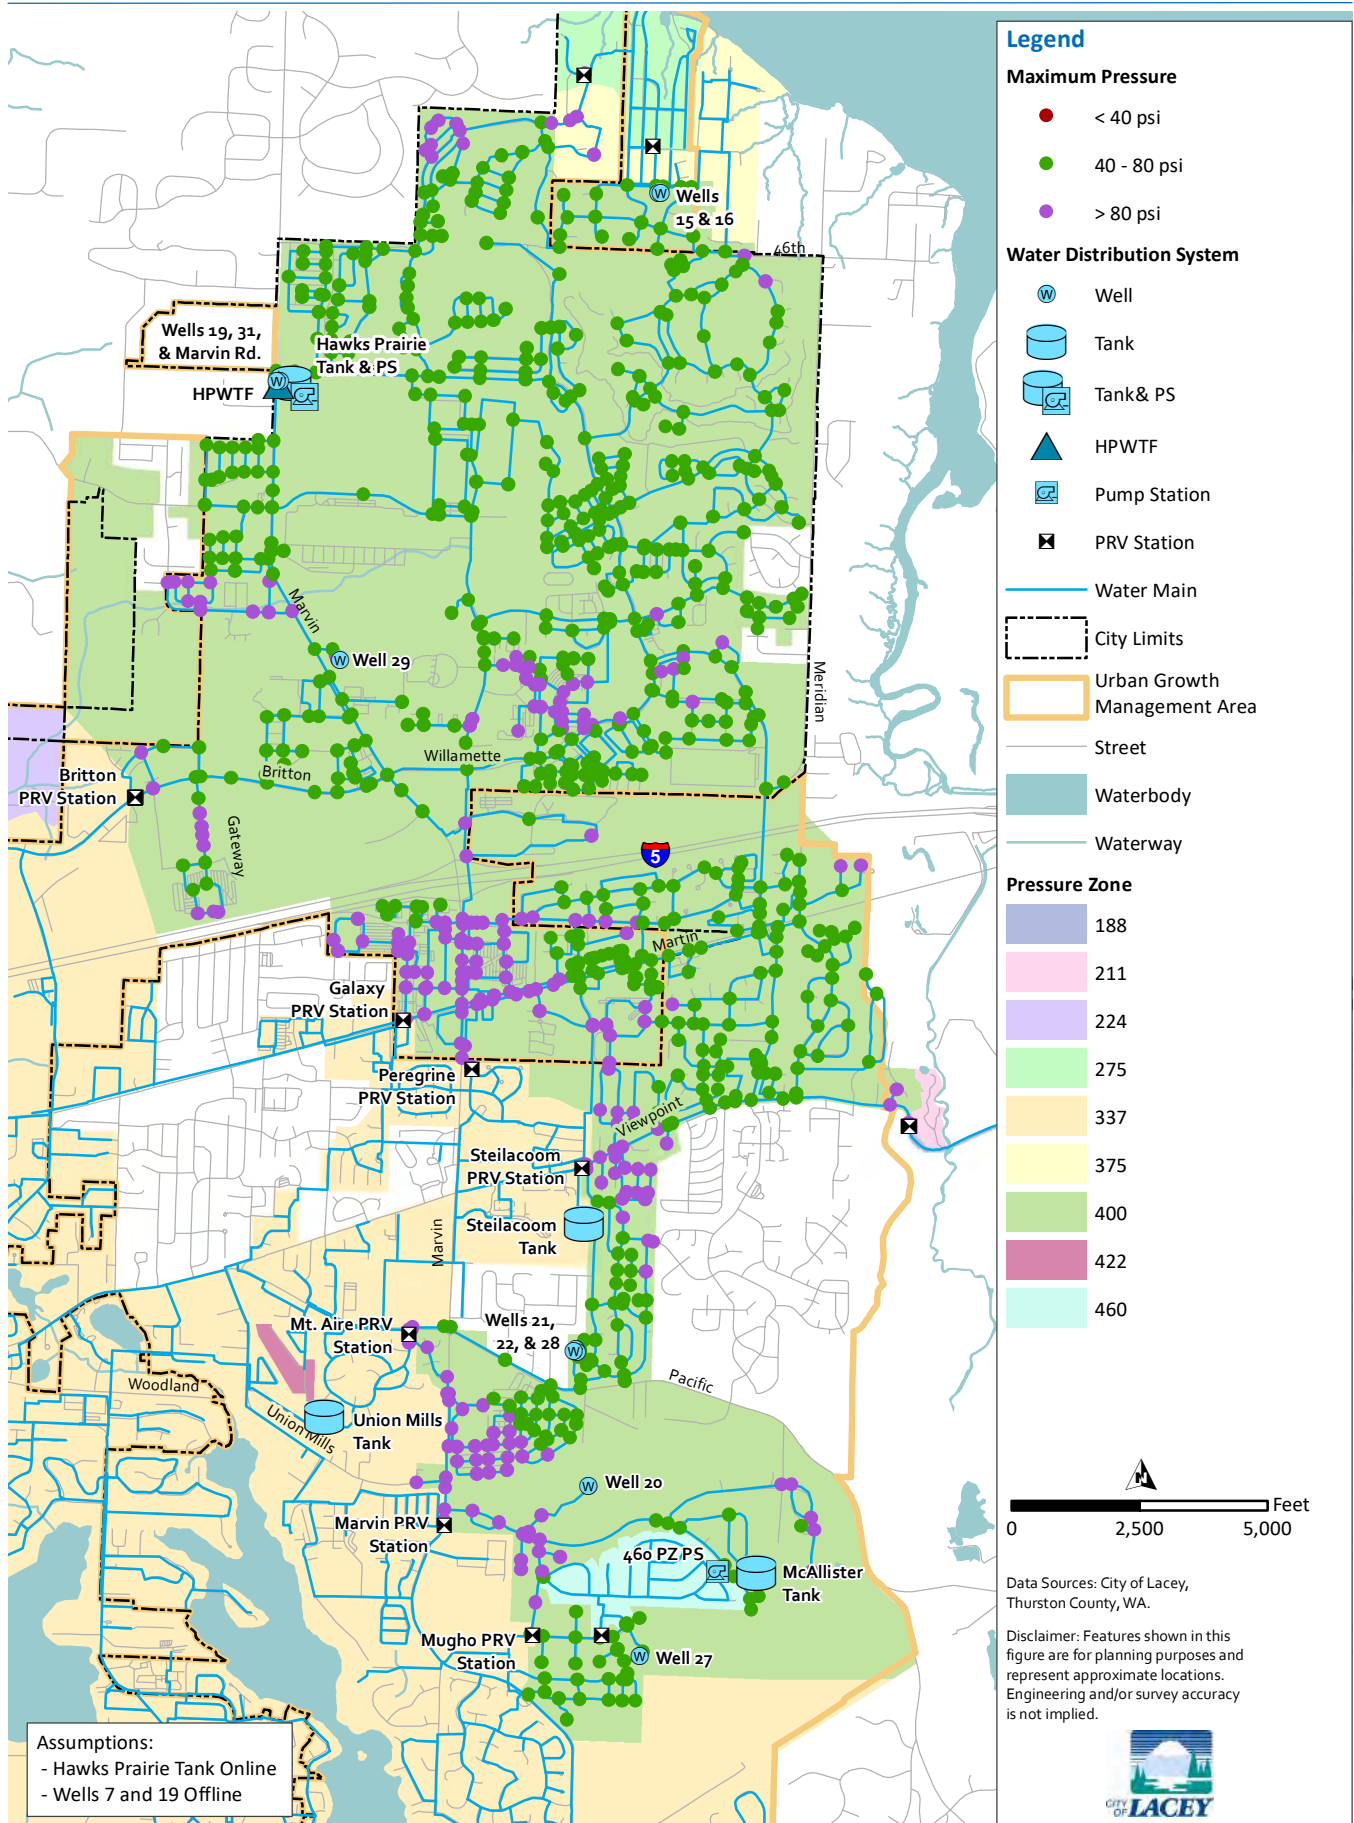 46th
Wells
15 & 16
Wells 19, 31,
& Marvin Rd.
Hawks Prairie
Tank & PS
HPWTF
W
W
Marvin
W
Well 29
Meridian
Willamette
Britton
Britton
PRV Station
Gateway
5
Martin
Galaxy
PRV Station
Peregrine
PRV Station
Viewpoint
Steilacoom
PRV Station
Steilacoom
Tank
Marvin
Wells 21,
22, & 28
W
Mt. Aire PRV
Station
Pacific
Woodland
Union Mills
Union Mills
Tank
W
Well 20
Marvin PRV
Station
460 PZ PS
McAllister
Tank
Mugho PRV
Station
W
Well 27
Assumptions:
- Hawks Prairie Tank Online
- Wells 7 and 19 Offline
Legend
Maximum Pressure
< 40 psi
40 - 80 psi
> 80 psi
Water Distribution System
W
Well
Tank
Tank& PS
HPWTF
Pump Station
PRV Station
Water Main
City Limits
Urban Growth
Management Area
Street
Waterbody
Waterway
Pressure Zone
188
211
224
275
337
375
400
422
460
N
Feet
0 2,500 5,000
Data Sources: City of Lacey,
Thurston County, WA.
Disclaimer: Features shown in this
figure are for planning purposes and
represent approximate locations.
Engineering and/or survey accuracy
is not implied.
CITY OF LACEY